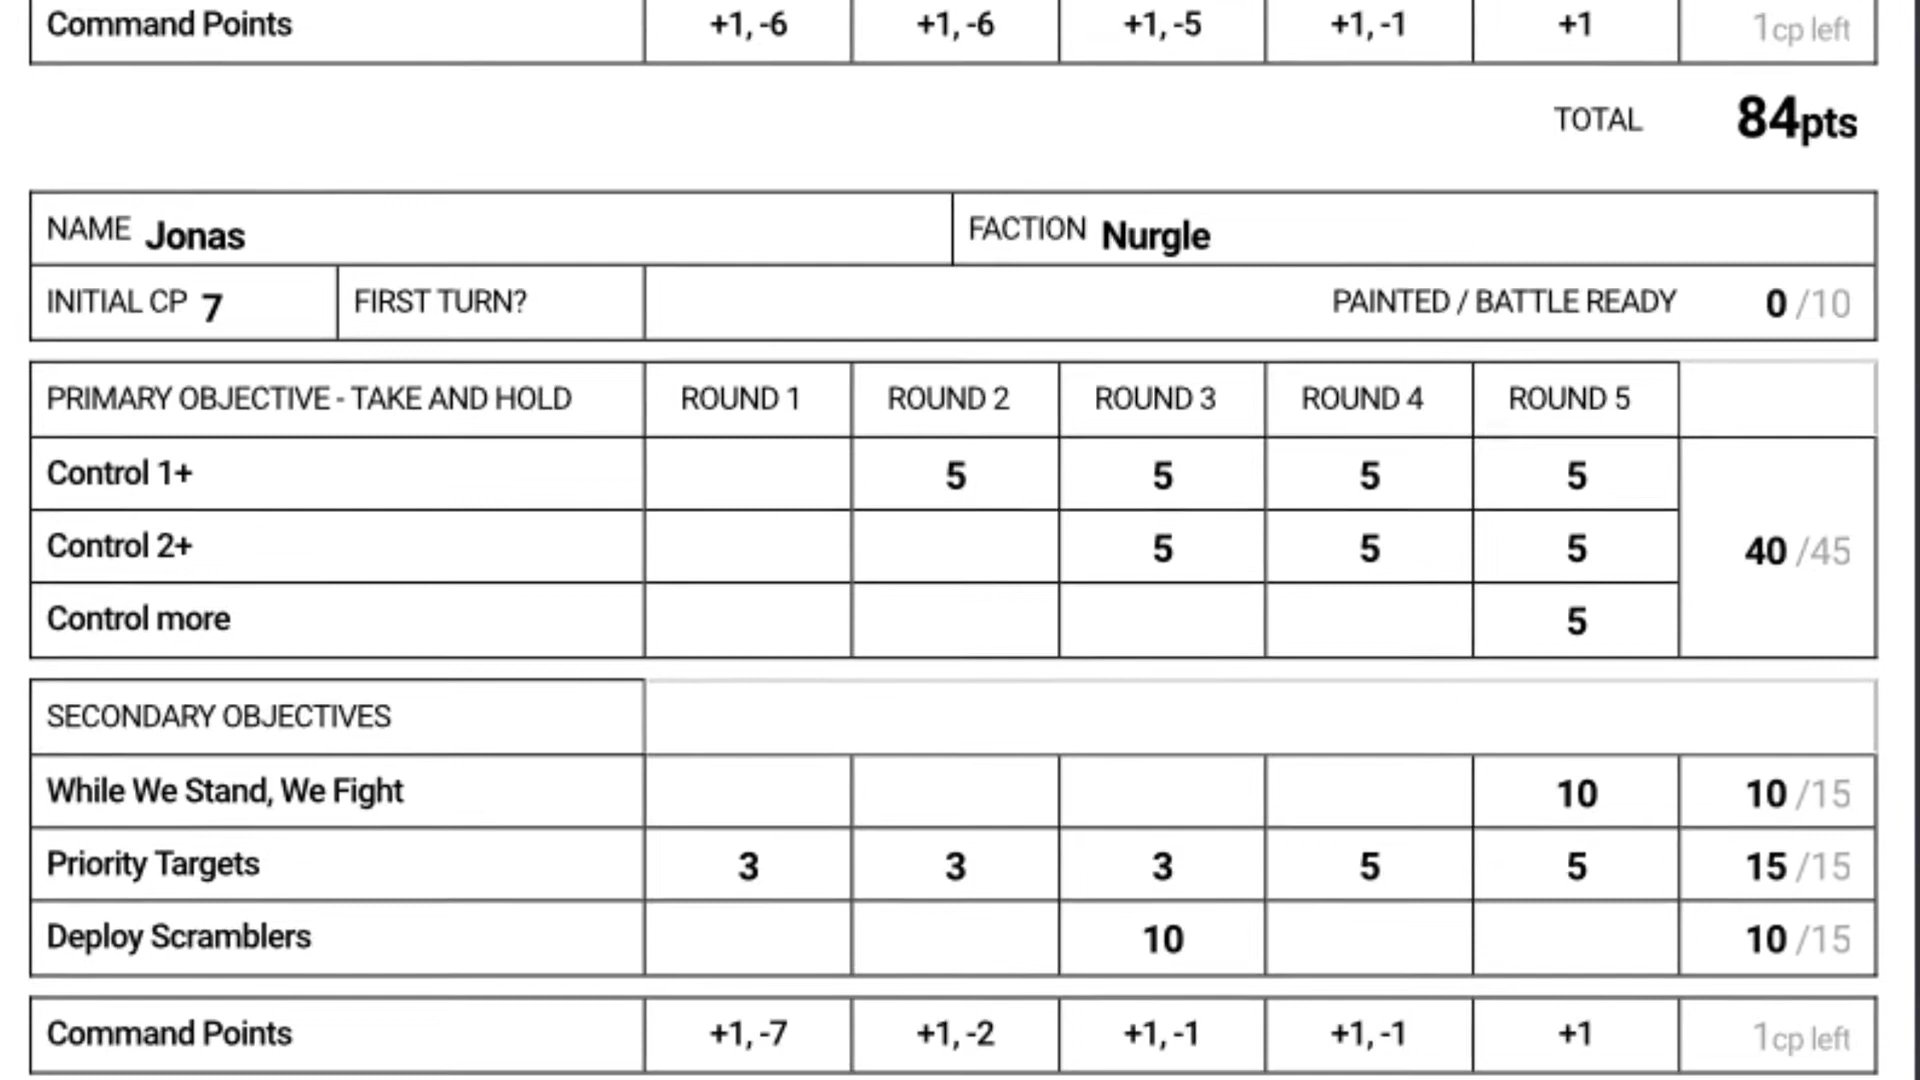 Command Points +1, -6 +1, -6 +1, -5 +1, -1 +1 1cp left
TOTAL 84pts
NAME Jonas FACTION Nurgle
INITIAL CP 7 FIRST TURN? PAINTED / BATTLE READY 0 /10
PRIMARY OBJECTIVE - TAKE AND HOLD ROUND 1 ROUND 2 ROUND 3 ROUND 4 ROUND 5
Control 1+ 5 5 5 5
Control 2+ 5 5 5 40 /45
Control more 5
SECONDARY OBJECTIVES
While We Stand, We Fight 10 10 /15
Priority Targets 3 3 3 5 5 15 /15
Deploy Scramblers 10 10 /15
Command Points +1, -7 +1, -2 +1, -1 +1, -1 +1 1cp left